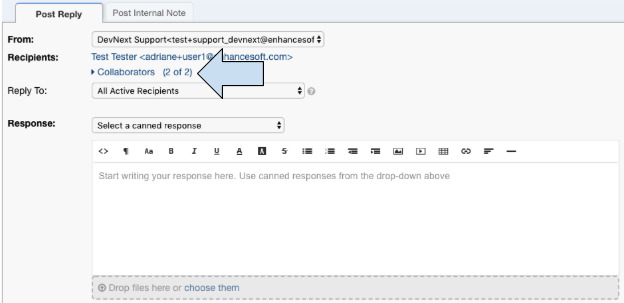 Post Reply Post Internal Note
From: DevNext Support<test+support_devnext@enhancesof
Recipients: Test Tester <adriane+user1@ hancesoft.com>
Collaborators (2 of 2)
Reply To: All Active Recipients
Response: Select a canned response
<> ¶ Aa B I U A A S
Start writing your response here. Use canned responses from the drop-down above
Drop files here or choose them